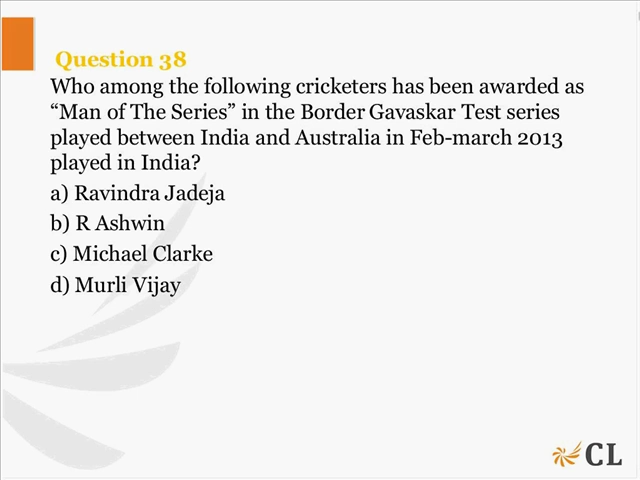 Question 38
Who among the following cricketers has been awarded as
“Man of The Series” in the Border Gavaskar Test series
played between India and Australia in Feb-march 2013
played in India?
a) Ravindra Jadeja
b) R Ashwin
c) Michael Clarke
d) Murli Vijay
CL